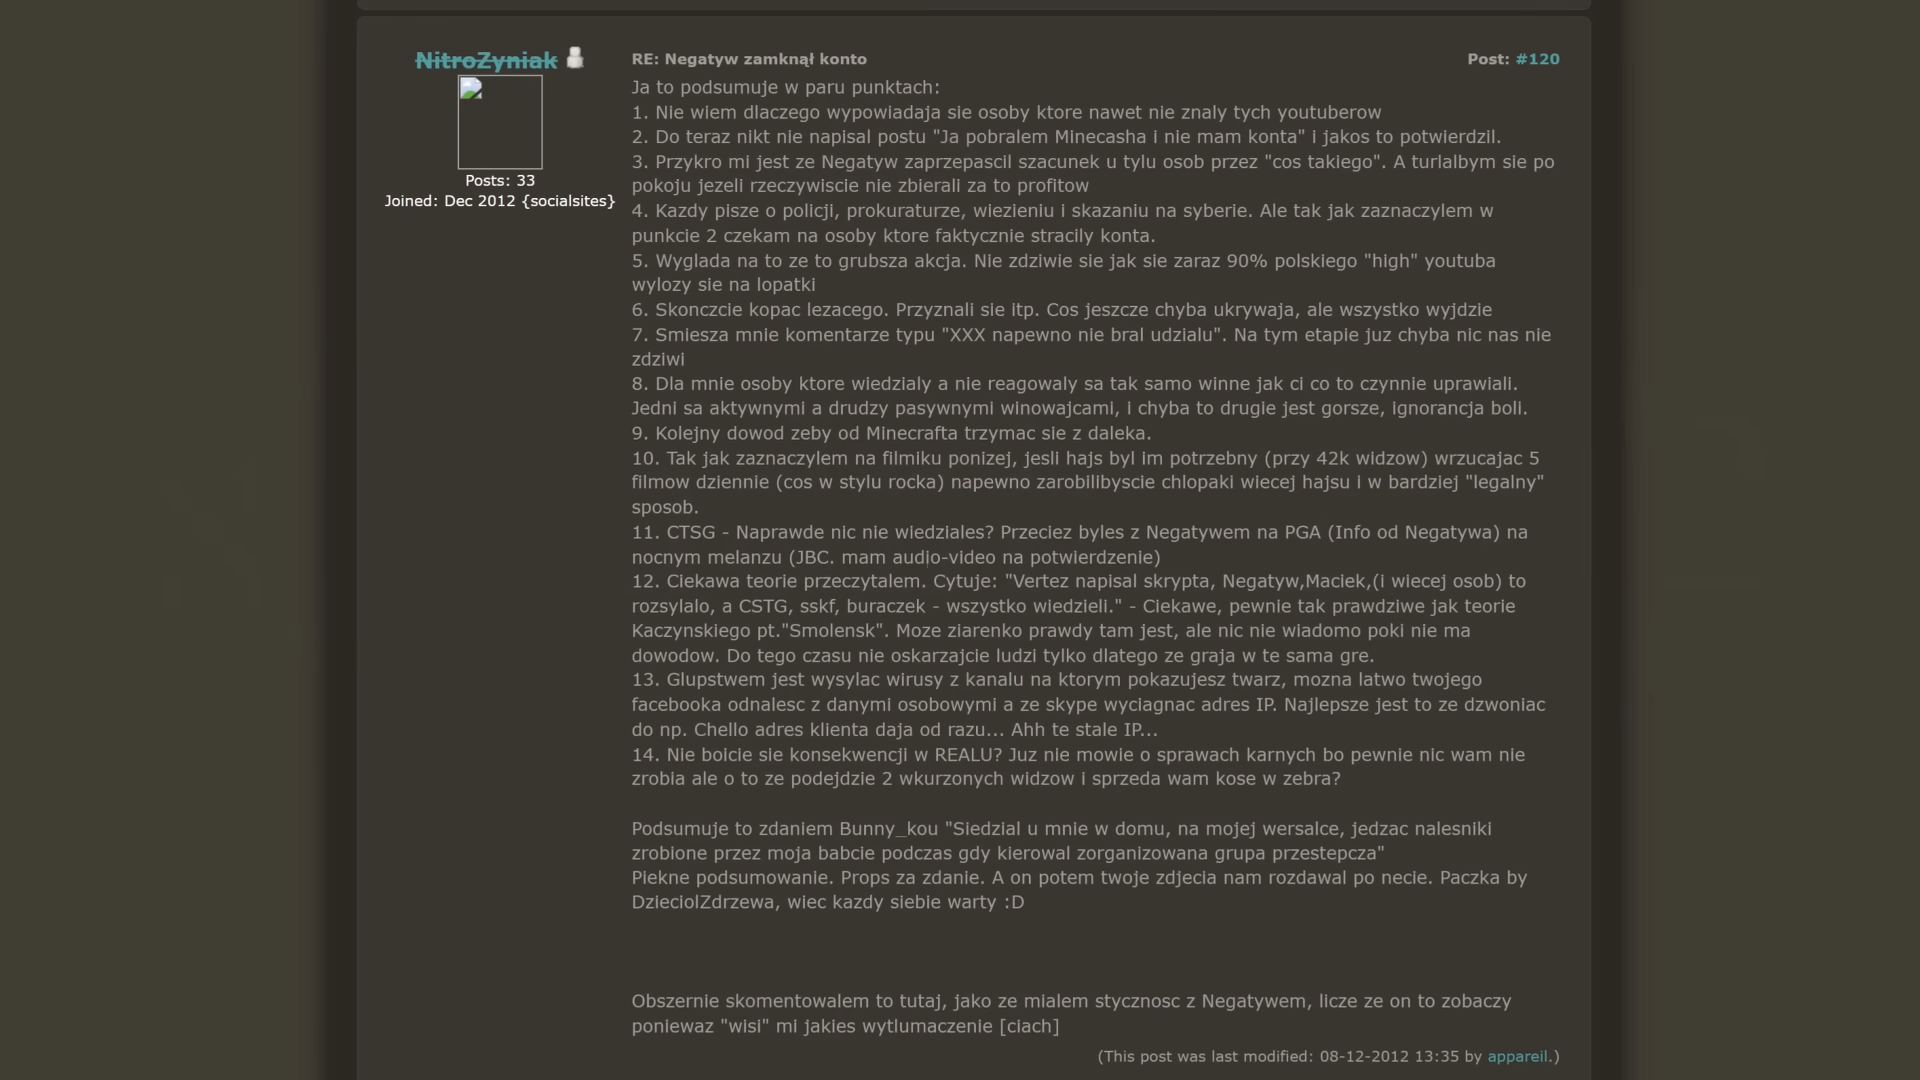 NitroZyniak
Posts: 33
Joined: Dec 2012 {socialsites}
RE: Negatyw zamknął konto
Post: #120
Ja to podsumuje w paru punktach:
1. Nie wiem dlaczego wypowiadaja sie osoby ktore nawet nie znaly tych youtuberow
2. Do teraz nikt nie napisal postu "Ja pobralem Minecasha i nie mam konta" i jakos to potwierdzil.
3. Przykro mi jest ze Negatyw zaprzepascil szacunek u tylu osob przez "cos takiego". A turlalbym sie po
pokoju jezeli rzeczywiscie nie zbierali za to profitow
4. Kazdy pisze o policji, prokuraturze, wiezieniu i skazaniu na syberie. Ale tak jak zaznaczylem w
punkcie 2 czekam na osoby ktore faktycznie stracily konta.
5. Wyglada na to ze to grubsza akcja. Nie zdziwie sie jak sie zaraz 90% polskiego "high" youtuba
wylozy sie na lopatki
6. Skonczcie kopac lezacego. Przyznali sie itp. Cos jeszcze chyba ukrywaja, ale wszystko wyjdzie
7. Smiesza mnie komentarze typu "XXX napewno nie bral udzialu". Na tym etapie juz chyba nic nas nie
zdziwi
8. Dla mnie osoby ktore wiedzialy a nie reagowaly sa tak samo winne jak ci co to czynnie uprawiali.
Jedni sa aktywnymi a drudzy pasywnymi winowajcami, i chyba to drugie jest gorsze, ignorancja boli.
9. Kolejny dowod zeby od Minecrafta trzymac sie z daleka.
10. Tak jak zaznaczylem na filmiku ponizej, jesli hajs byl im potrzebny (przy 42k widzow) wrzucajac 5
filmow dziennie (cos w stylu rocka) napewno zarobilibyscie chlopaki wiecej hajsu i w bardziej "legalny"
sposob.
11. CTSG - Naprawde nic nie wiedziales? Przeciez byles z Negatywem na PGA (Info od Negatywa) na
nocnym melanzu (JBC. mam audio-video na potwierdzenie)
12. Ciekawa teorie przeczytalem. Cytuje: "Vertez napisal skrypta, Negatyw,Maciek,(i wiecej osob) to
rozsylalo, a CSTG, sskf, buraczek - wszystko wiedzieli." - Ciekawe, pewnie tak prawdziwe jak teorie
Kaczynskiego pt."Smolensk". Moze ziarenko prawdy tam jest, ale nic nie wiadomo poki nie ma
dowodow. Do tego czasu nie oskarzajcie ludzi tylko dlatego ze graja w te sama gre.
13. Glupstwem jest wysylac wirusy z kanalu na ktorym pokazujesz twarz, mozna latwo twojego
facebooka odnalesc z danymi osobowymi a ze skype wyciagnac adres IP. Najlepsze jest to ze dzwoniac
do np. Chello adres klienta daja od razu... Ahh te stale IP...
14. Nie boicie sie konsekwencji w REALU? Juz nie mowie o sprawach karnych bo pewnie nic wam nie
zrobia ale o to ze podejdzie 2 wkurzonych widzow i sprzeda wam kose w zebra?
Podsumuje to zdaniem Bunny_kou "Siedzial u mnie w domu, na mojej wersalce, jedzac nalesniki
zrobione przez moja babcie podczas gdy kierowal zorganizowana grupa przestepcza"
Piekne podsumowanie. Props za zdanie. A on potem twoje zdjecia nam rozdawal po necie. Paczka by
DzieciolZdrzewa, wiec kazdy siebie warty :D
Obszernie skomentowalem to tutaj, jako ze mialem stycznosc z Negatywem, licze ze on to zobaczy
poniewaz "wisi" mi jakies wytlumaczenie [ciach]
(This post was last modified: 08-12-2012 13:35 by appareil.)